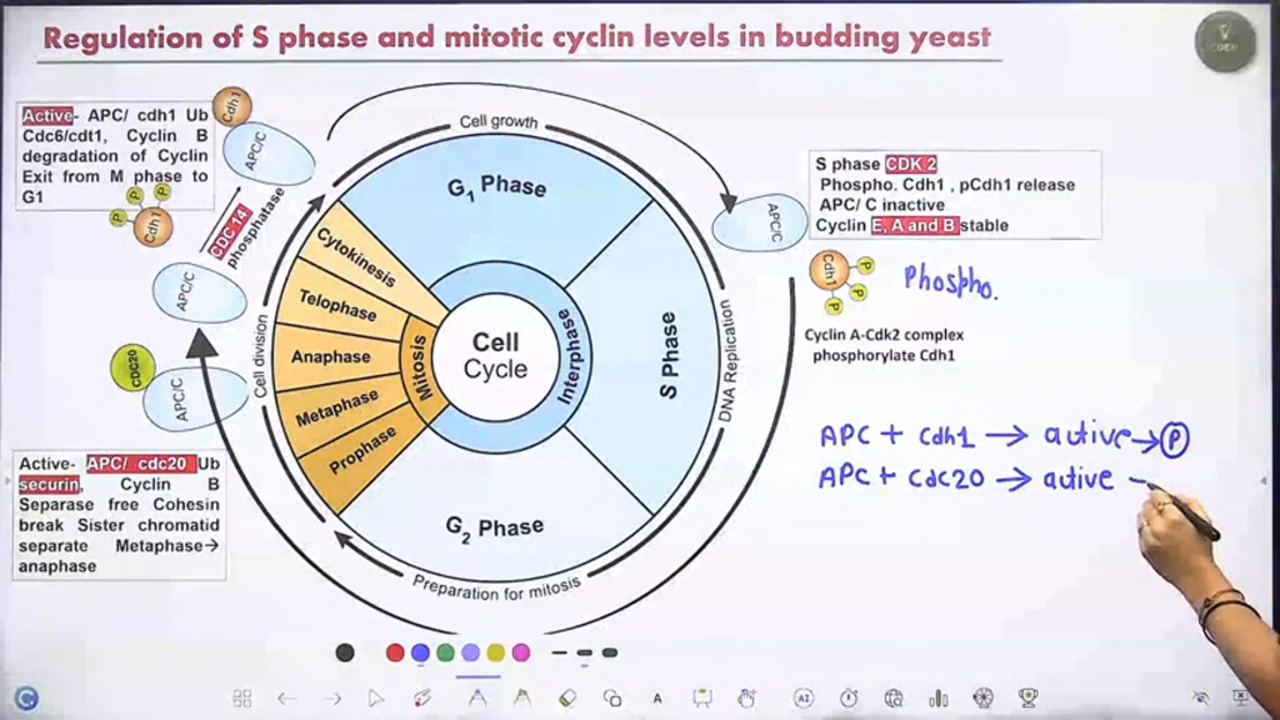 Regulation of S phase and mitotic cyclin levels in budding yeast
Active- APC/ cdh1 Ub
Cdc6/cdt1, Cyclin B
degradation of Cyclin
Exit from M phase to
G1
Cdh1
APC/C
P
P
P
Cdh1
CDC 14
phosphatase
APC/C
CDC20
APC/C
Active- APC/ cdc20 Ub
securin, Cyclin B
Separase free Cohesin
break Sister chromatid
separate Metaphase→
anaphase
Cell growth
G1 Phase
Cytokinesis
Telophase
Anaphase
Metaphase
Prophase
Mitosis
Cell
Cycle
Interphase
S Phase
G2 Phase
Cell division
DNA Replication
Preparation for mitosis
APC/C
S phase CDK 2
Phospho. Cdh1 , pCdh1 release
APC/ C inactive
Cyclin E, A and B stable
Cdh1
P
P
P
Phospho.
Cyclin A-Cdk2 complex
phosphorylate Cdh1
APC + Cdh1 → active → P
APC + Cdc20 → active
A
AI